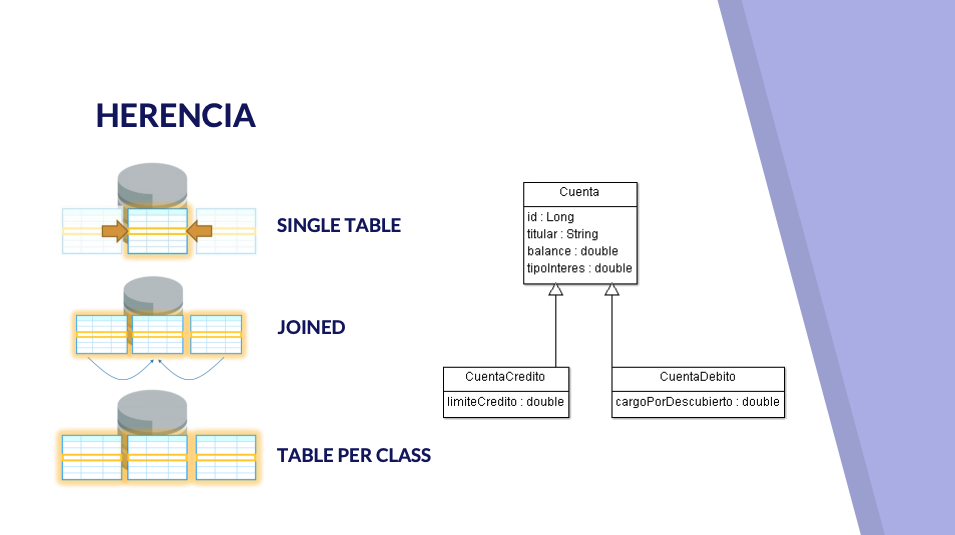 HERENCIA
SINGLE TABLE
JOINED
TABLE PER CLASS
Cuenta
id : Long
titular : String
balance : double
tipoInteres : double
CuentaCredito
limiteCredito : double
CuentaDebito
cargoPorDescubierto : double